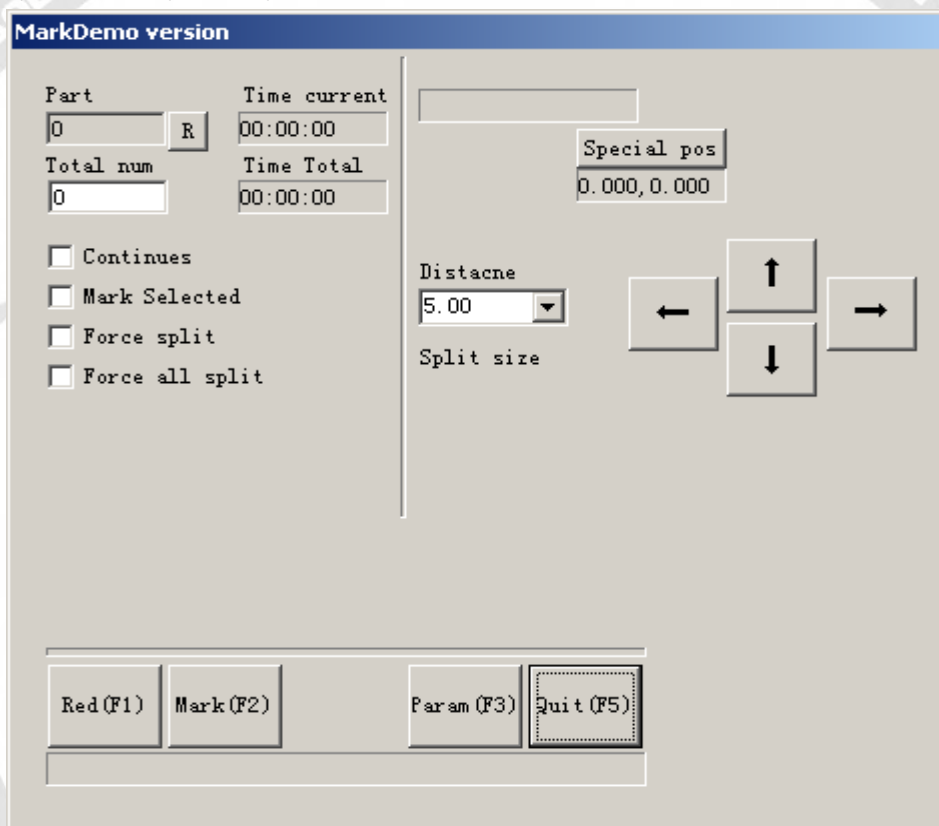 MarkDemo version
Part
Time current
0
R
00:00:00
Total num
Time Total
0
00:00:00
Continues
Mark Selected
Force split
Force all split
Special pos
0.000,0.000
Distacne
5.00
Split size
Red(F1)
Mark(F2)
Param(F3)
Quit(F5)